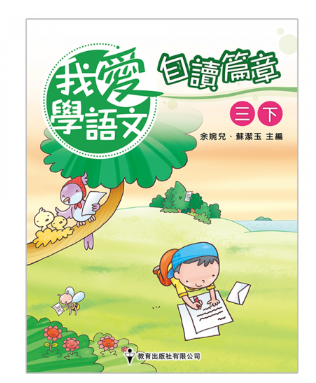 我愛
學語文
自讀篇章
三下
余婉兒‧蘇潔玉 主編
教育出版社有限公司